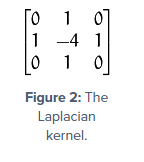 0 1 0
1 -4 1
0 1 0
Figure 2: The
Laplacian
kernel.